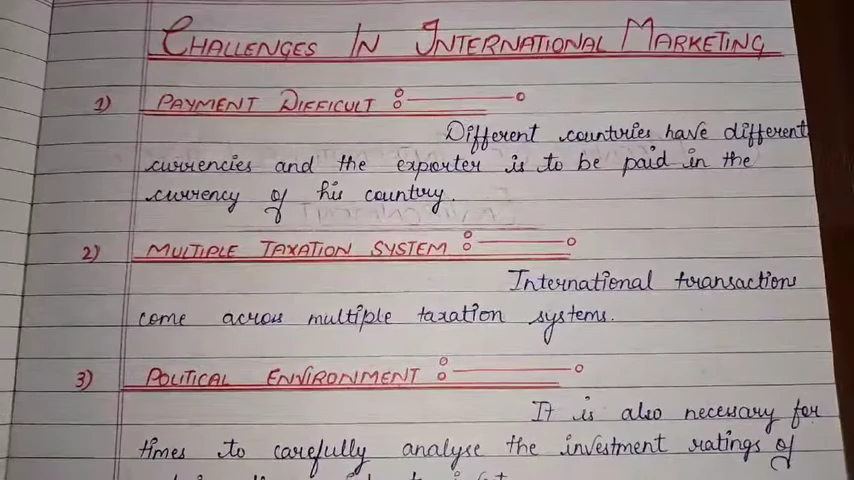 CHALLENGES IN INTERNATIONAL MARKETING
1) PAYMENT DIFFICULT :-
Different countries have different
currencies and the exporter is to be paid in the
currency of his country.
2) MULTIPLE TAXATION SYSTEM :-
International transactions
come across multiple taxation systems.
3) POLITICAL ENVIRONMENT :-
It is also necessary for
times to carefully analyse the investment ratings of